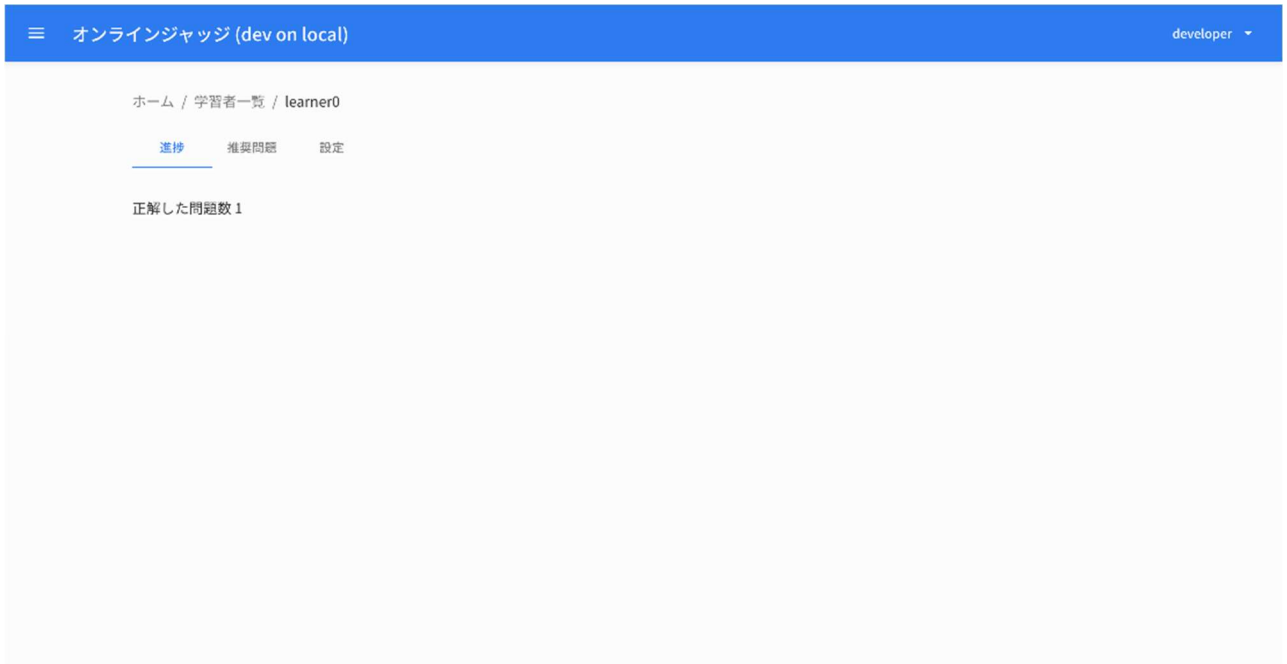 オンラインジャッジ (dev on local) developer
ホーム / 学習者一覧 / learner0
進捗 推奨問題 設定
正解した問題数 1